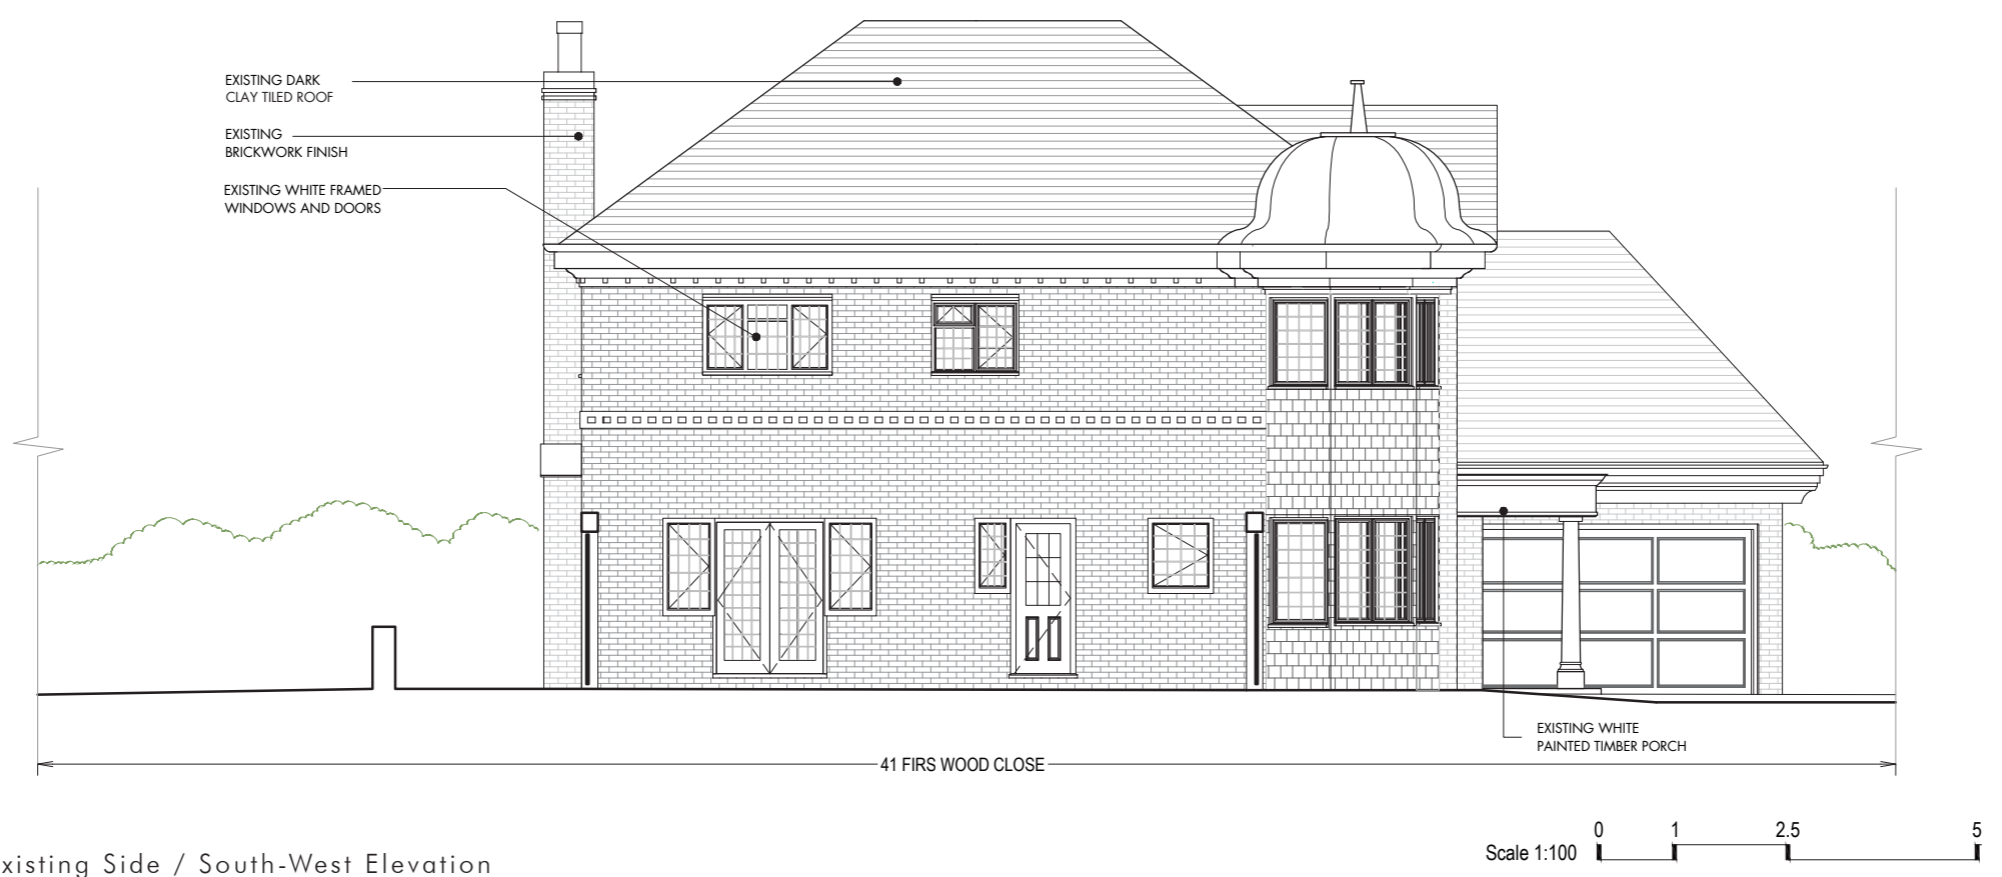 EXISTING DARK
CLAY TILED ROOF
EXISTING
BRICKWORK FINISH
EXISTING WHITE FRAMED
WINDOWS AND DOORS
EXISTING WHITE
PAINTED TIMBER PORCH
41 FIRS WOOD CLOSE
xisting Side / South-West Elevation
Scale 1:100
0 1 2.5 5